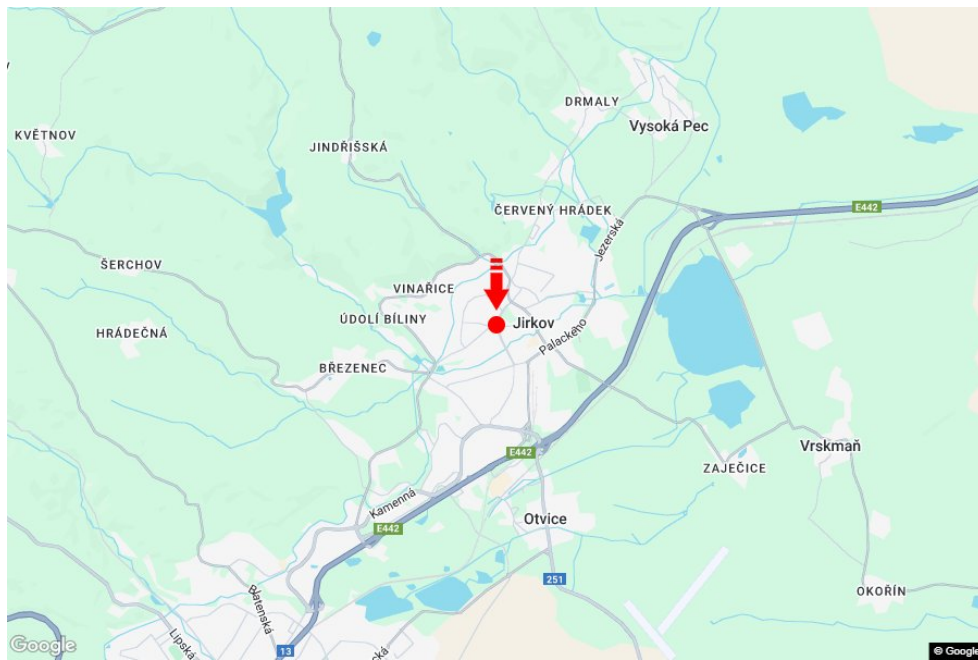 DRMALY
Vysoká Pec
KVĚTNOV
JINDŘIŠSKÁ
E442
ČERVENÝ HRÁDEK
Jezerská
ŠERCHOV
VINAŘICE
ÚDOLÍ BÍLINY
Jirkov
HRÁDEČNÁ
Palackého
BŘEZENEC
Vrskmaň
E442
ZAJEČICE
Kamenná
Otvice
E442
251
OKOŘÍN
Blatenská
Lipská
13
Google
© Google